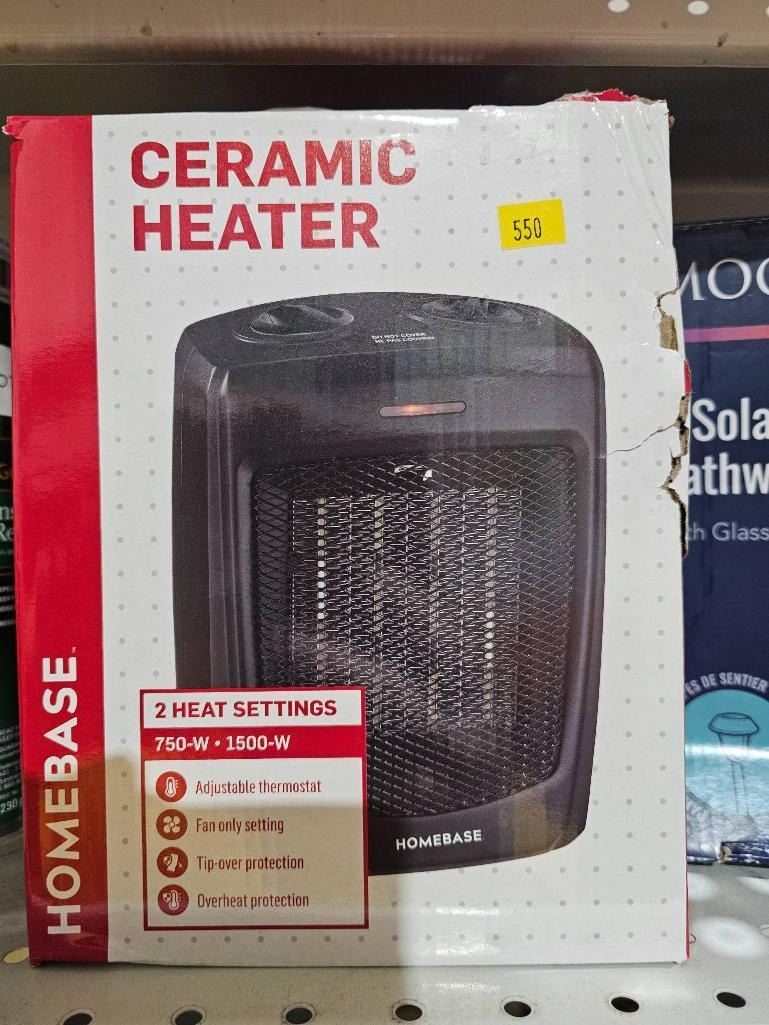 CERAMIC
HEATER
550
DO NOT COVER
NE PAS COUVRIR
HOMEBASE
2 HEAT SETTINGS
750-W • 1500-W
Adjustable thermostat
Fan only setting
Tip-over protection
Overheat protection
HOMEBASE
MOO
Sola
athw
th Glass
ES DE SENTIER